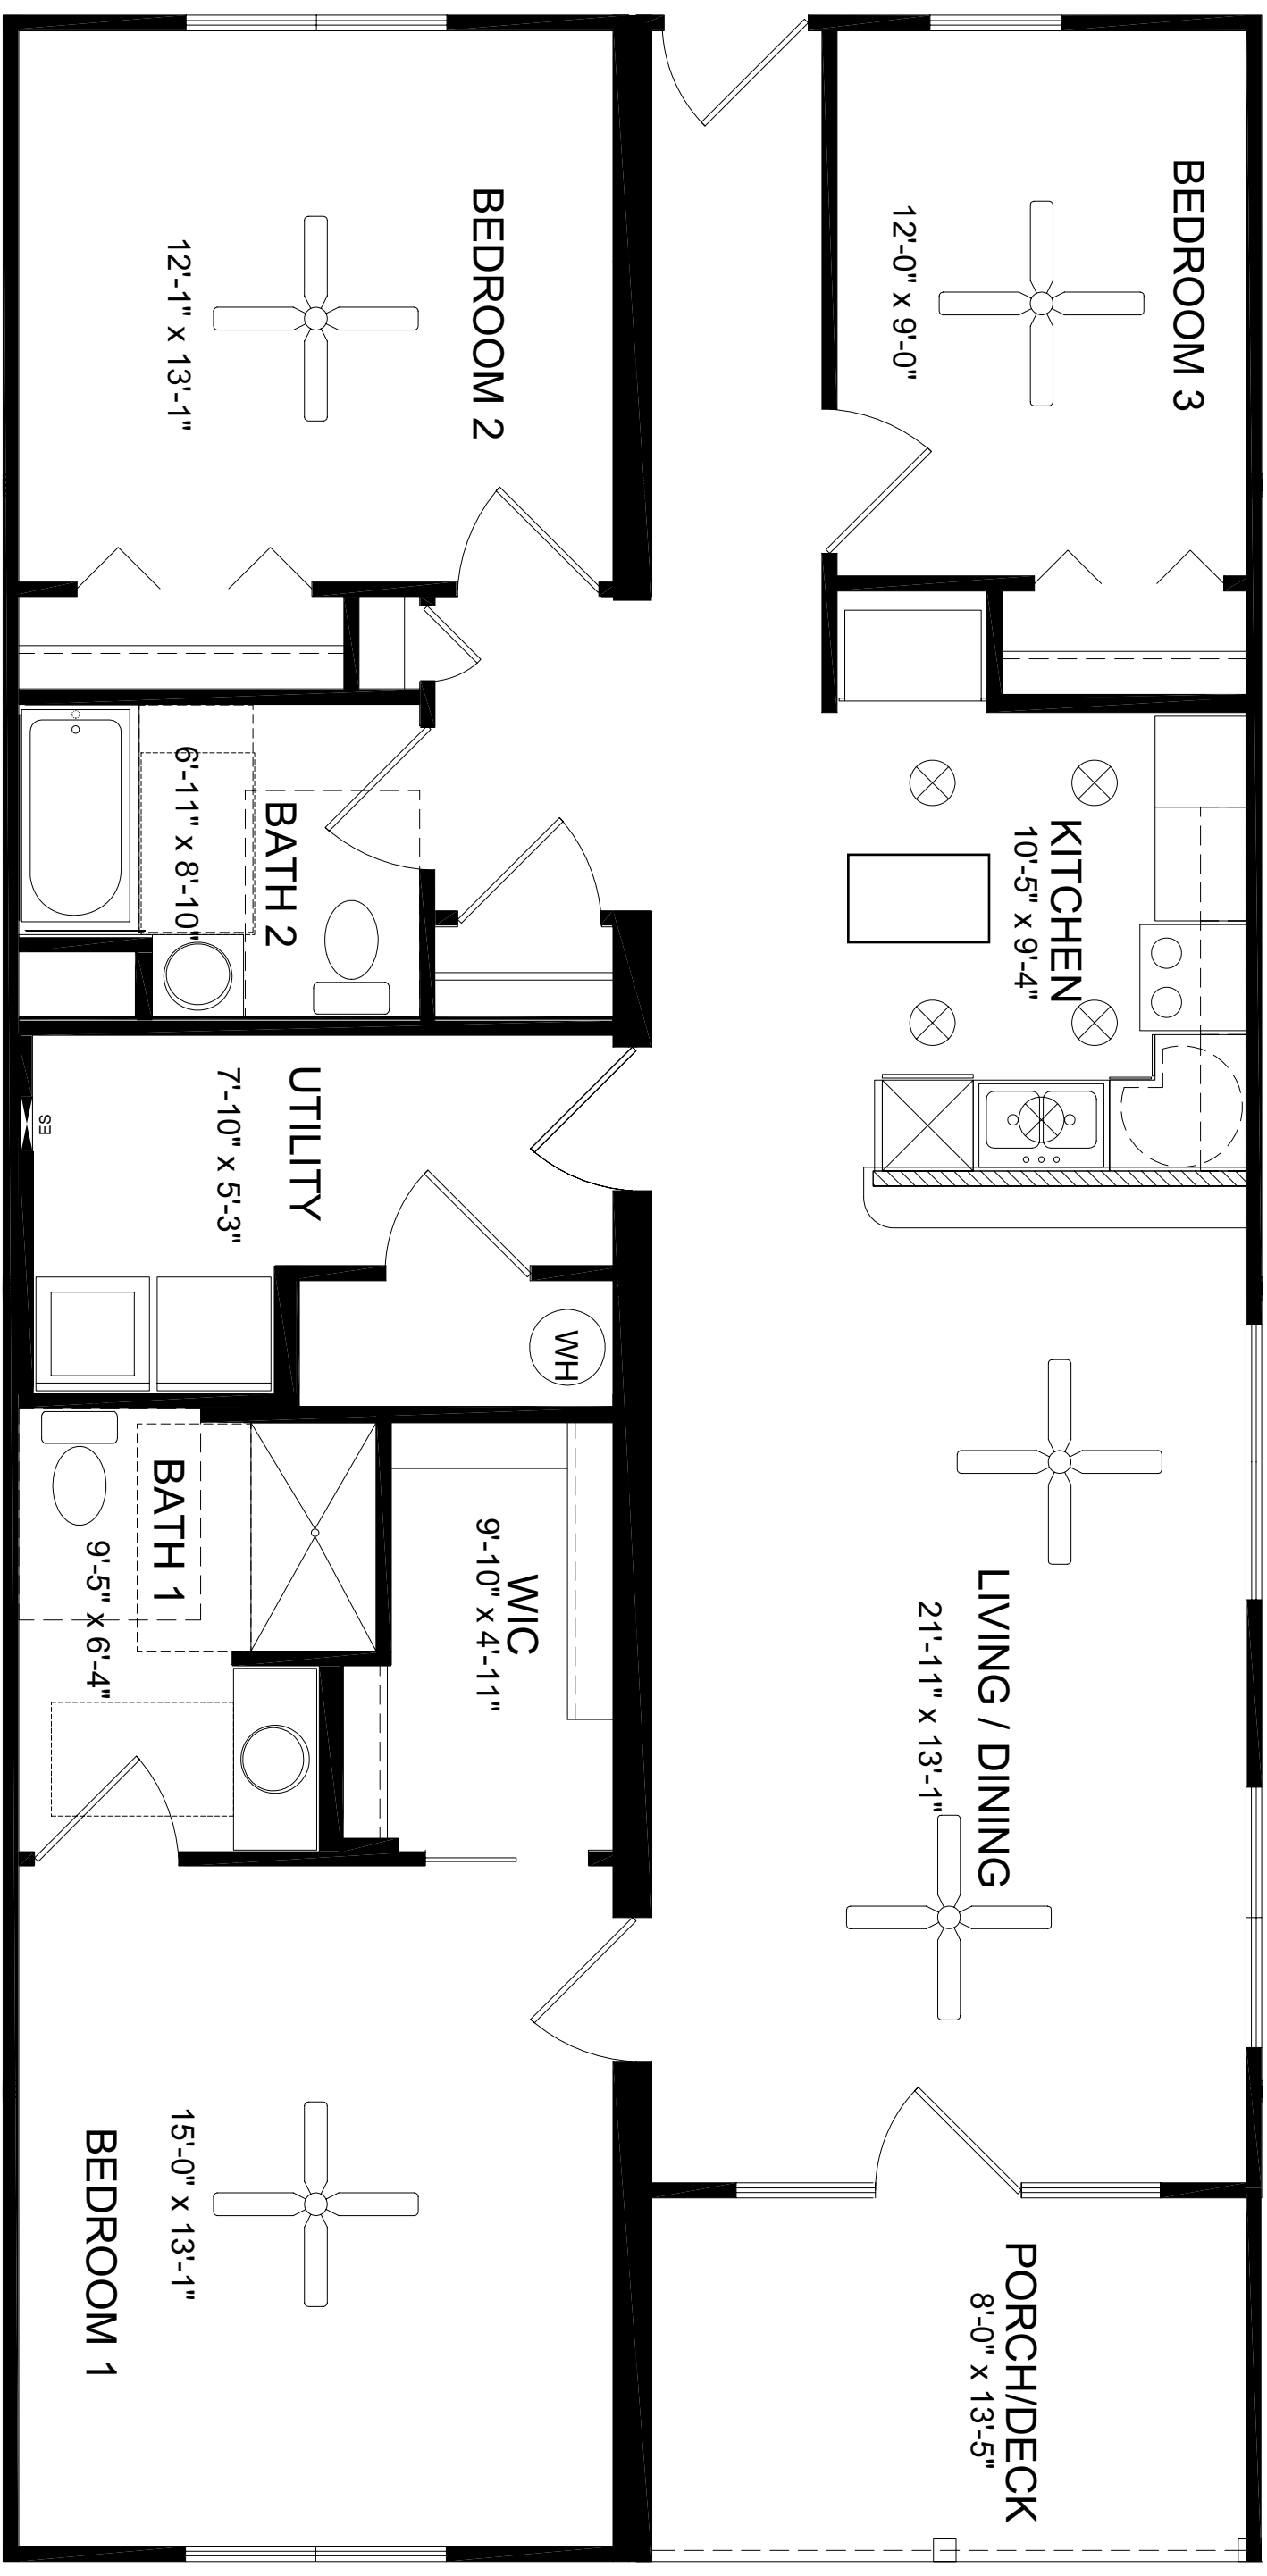 BEDROOM 3
12'-0" x 9'-0"
BEDROOM 2
12'-1" x 13'-1"
KITCHEN
10'-5" x 9'-4"
BATH 2
6'-11" x 8'-10"
UTILITY
7'-10" x 5'-3"
ES
WH
LIVING / DINING
21'-11" x 13'-1"
WIC
9'-10" x 4'-11"
BATH 1
9'-5" x 6'-4"
PORCH/DECK
8'-0" x 13'-5"
15'-0" x 13'-1"
BEDROOM 1